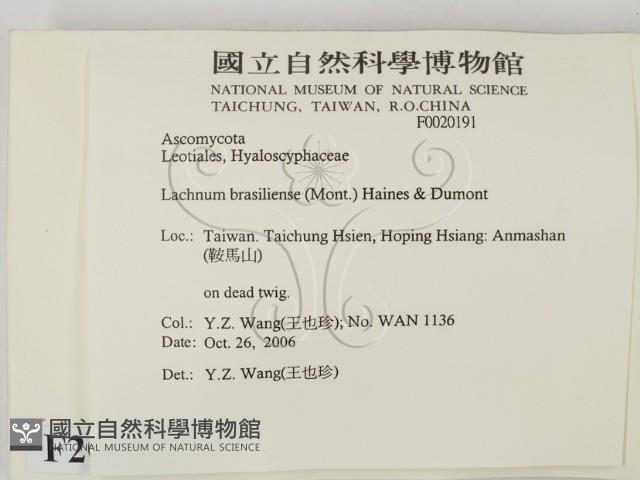 國立自然科學博物館
NATIONAL MUSEUM OF NATURAL SCIENCE
TAICHUNG, TAIWAN, R.O.CHINA
F0020191
Ascomycota
Leotiales, Hyaloscyphaceae
Lachnum brasiliense (Mont.) Haines & Dumont
Loc.: Taiwan. Taichung Hsien, Hoping Hsiang: Anmashan
(鞍馬山)
on dead twig.
Col.: Y.Z. Wang(王也珍); No. WAN 1136
Date: Oct. 26, 2006
Det.: Y.Z. Wang(王也珍)
國立自然科學博物館
NATIONAL MUSEUM OF NATURAL SCIENCE
F2